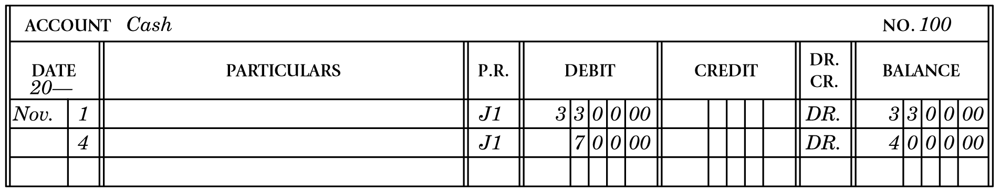 ACCOUNT Cash NO. 100
DATE 20— PARTICULARS P.R. DEBIT CREDIT DR. CR. BALANCE
Nov. 1 J1 3 3 0 0 00 DR. 3 3 0 0 00
4 J1 7 0 0 00 DR. 4 0 0 0 00